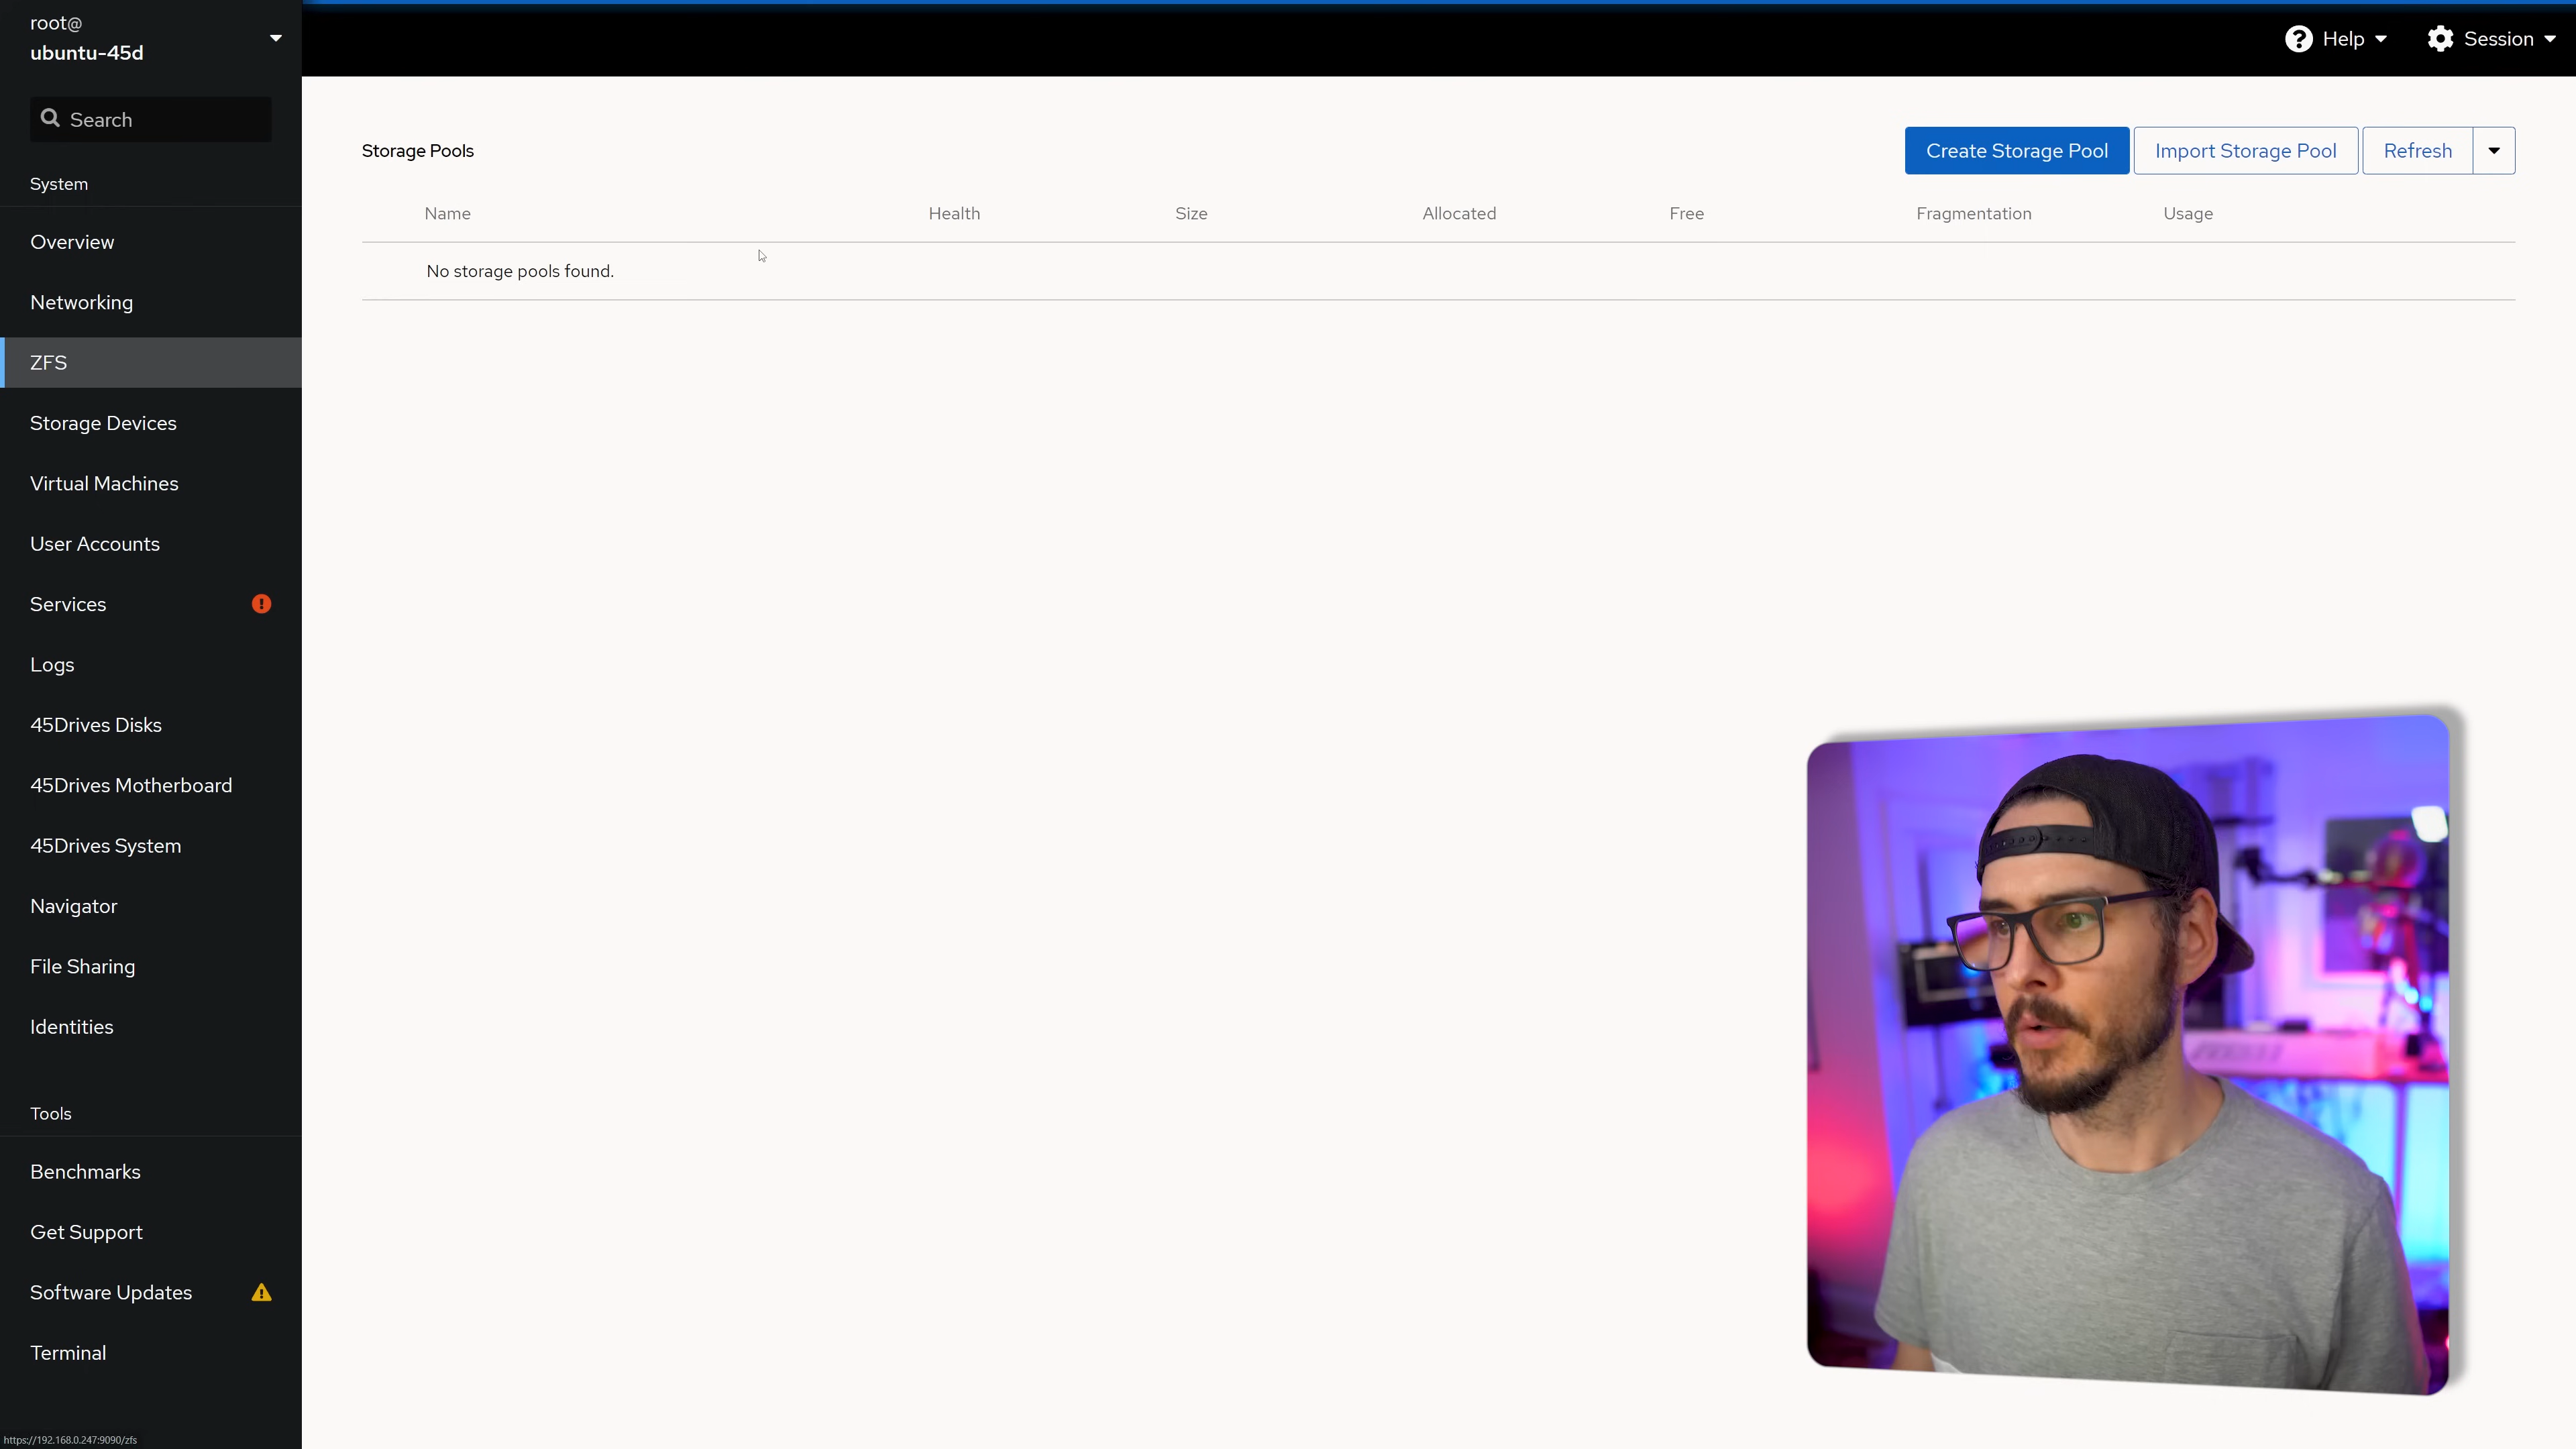 root@
ubuntu-45d
Help
Session
Search
System
Overview
Networking
ZFS
Storage Devices
Virtual Machines
User Accounts
Services
Logs
45Drives Disks
45Drives Motherboard
45Drives System
Navigator
File Sharing
Identities
Tools
Benchmarks
Get Support
Software Updates
Terminal
https://192.168.0.247:9090/zfs
Storage Pools
Create Storage Pool
Import Storage Pool
Refresh
Name Health Size Allocated Free Fragmentation Usage
No storage pools found.